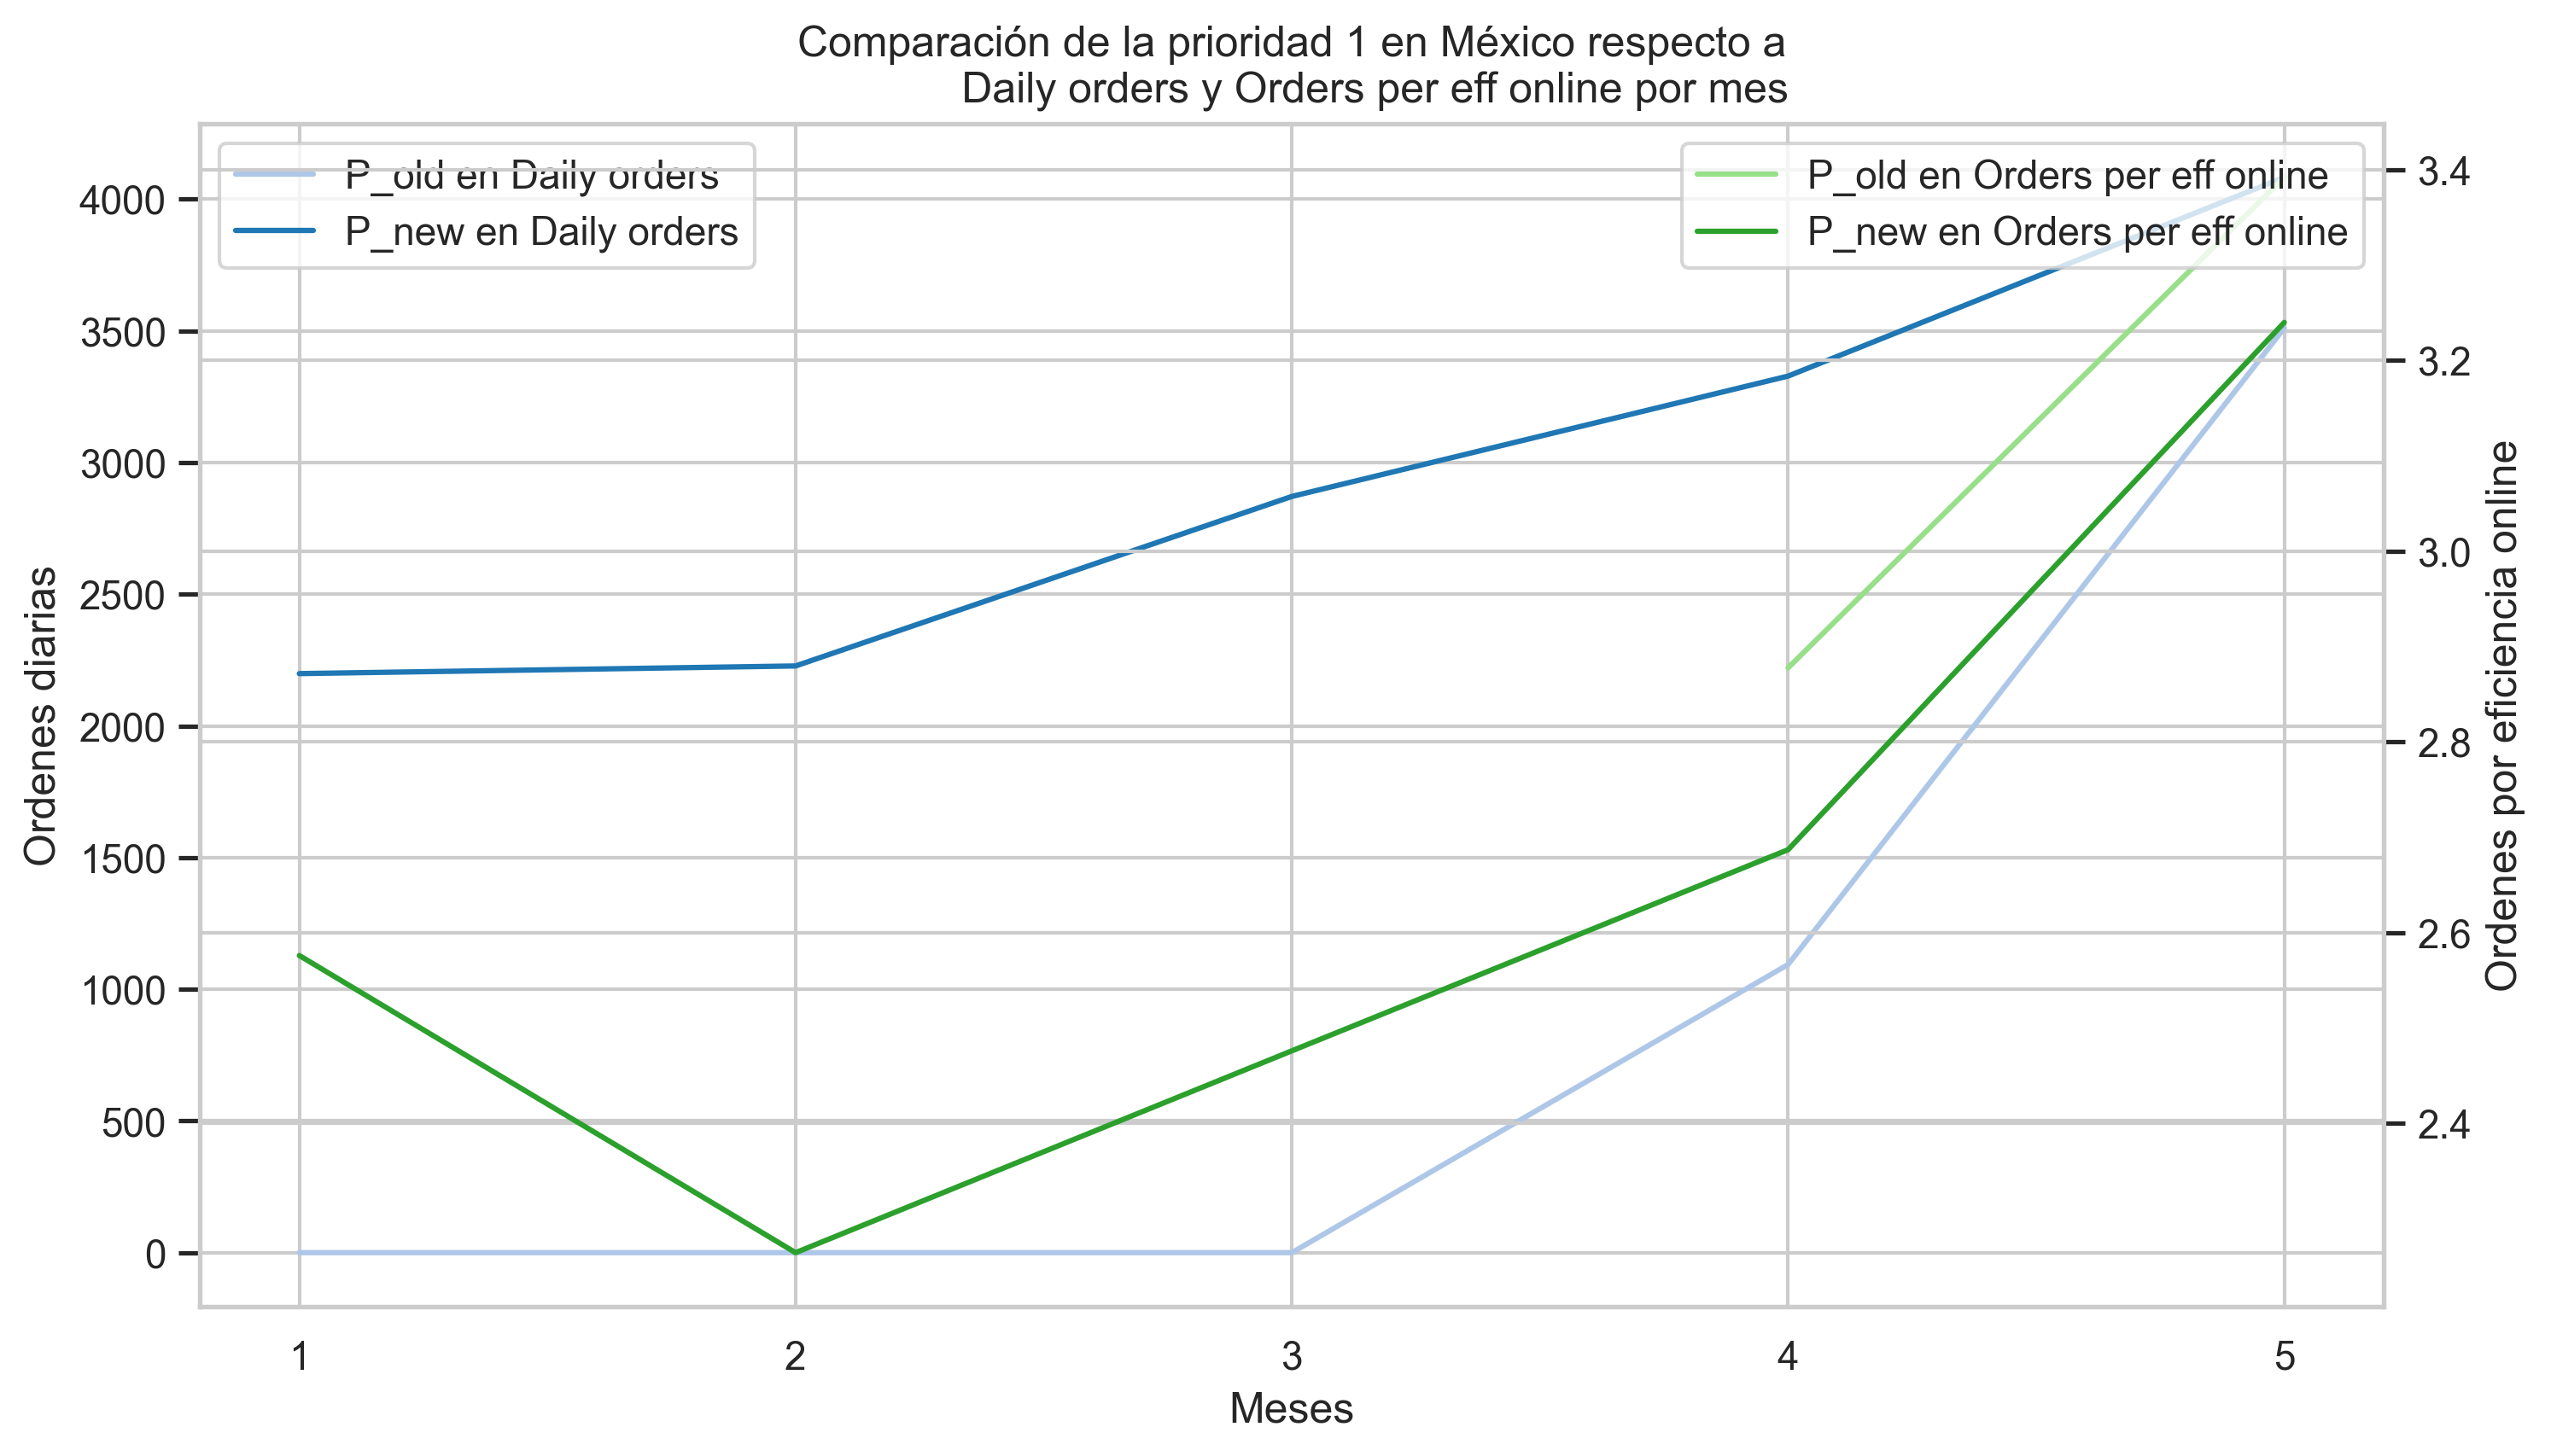 Comparación de la prioridad 1 en México respecto a
Daily orders y Orders per eff online por mes
P_old en Daily orders
P_new en Daily orders
P_old en Orders per eff online
P_new en Orders per eff online
Ordenes diarias
4000
3500
3000
2500
2000
1500
1000
500
0
3.4
3.2
3.0
2.8
2.6
2.4
Ordenes por eficiencia online
1 2 3 4 5
Meses